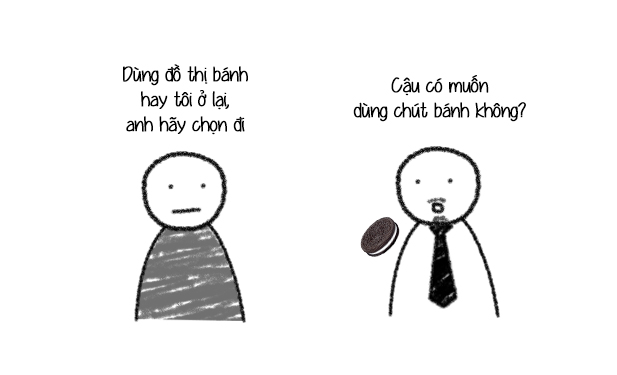 Dùng đồ thị bánh
hay tôi ở lại,
anh hãy chọn đi
Cậu có muốn
dùng chút bánh không?